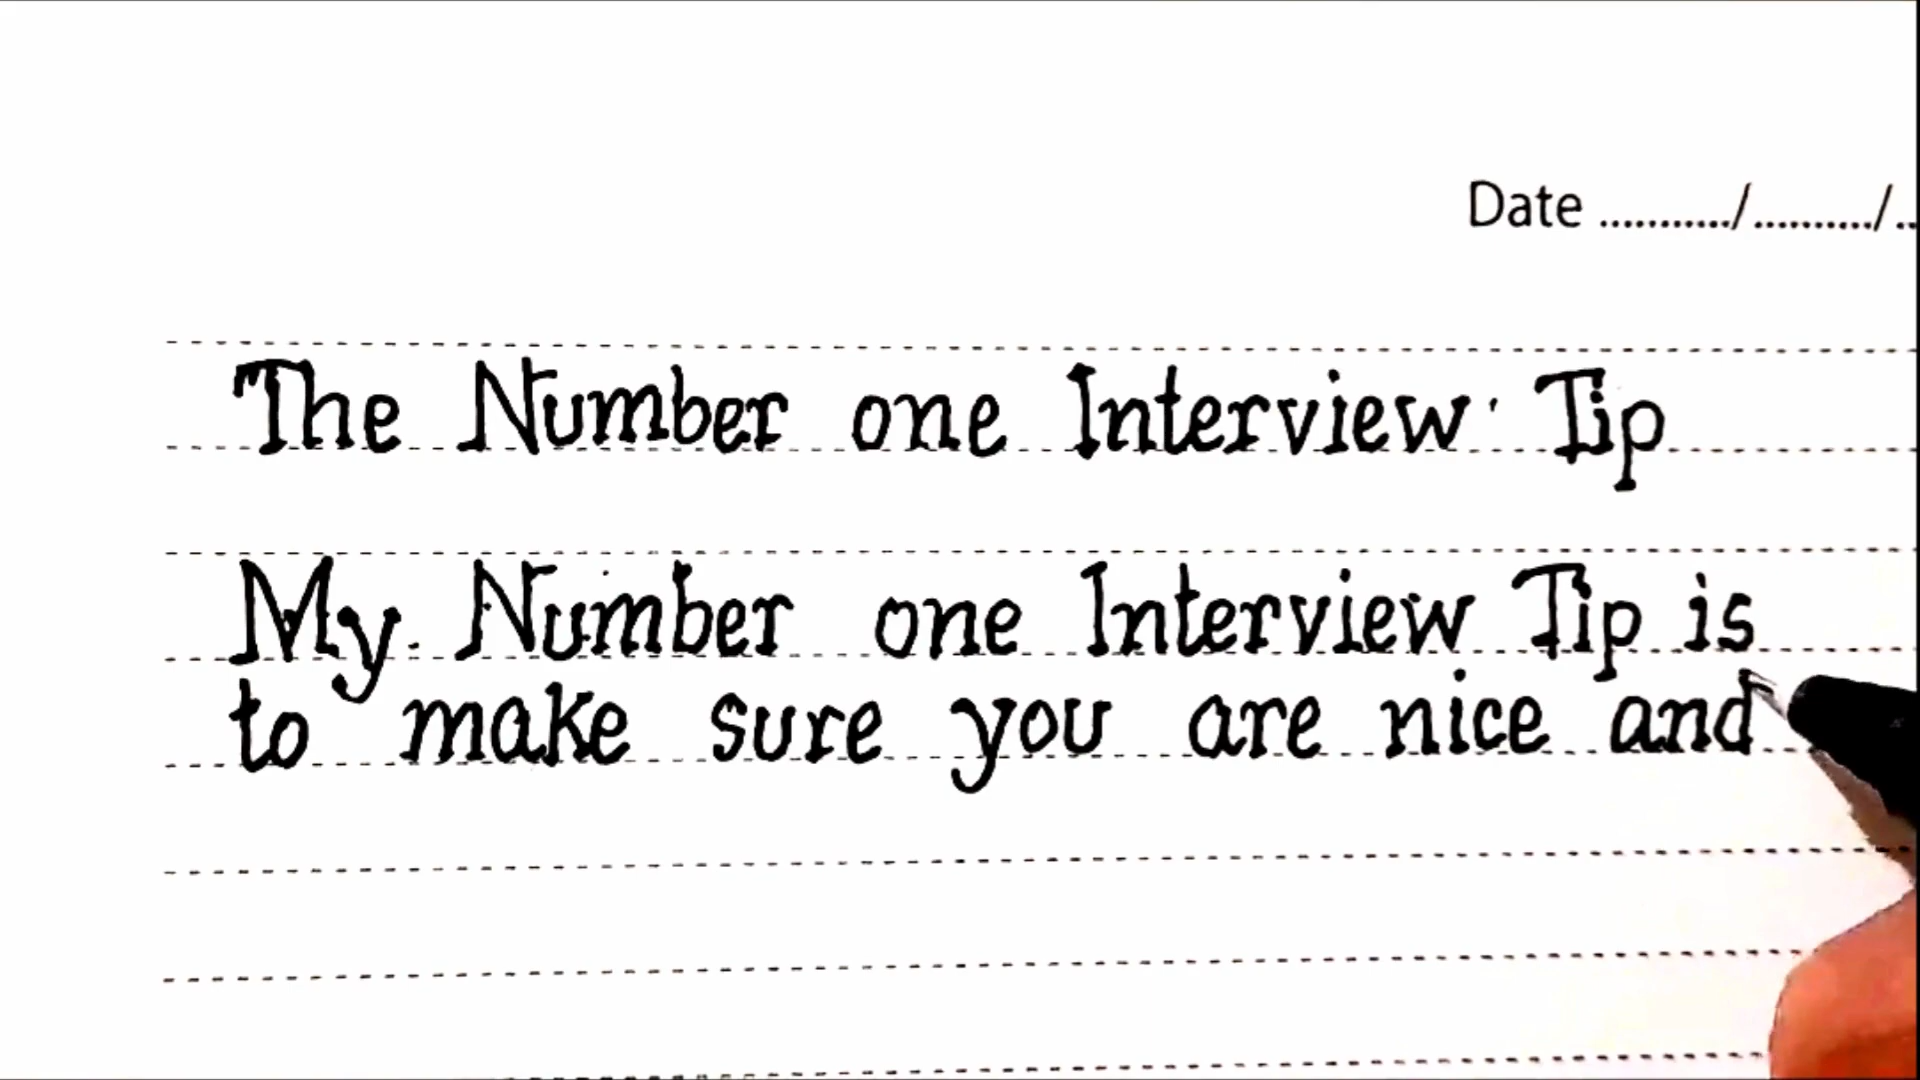 Date .........../........../..
The Number one Interview Tip
My Number one Interview Tip is
to make sure you are nice and